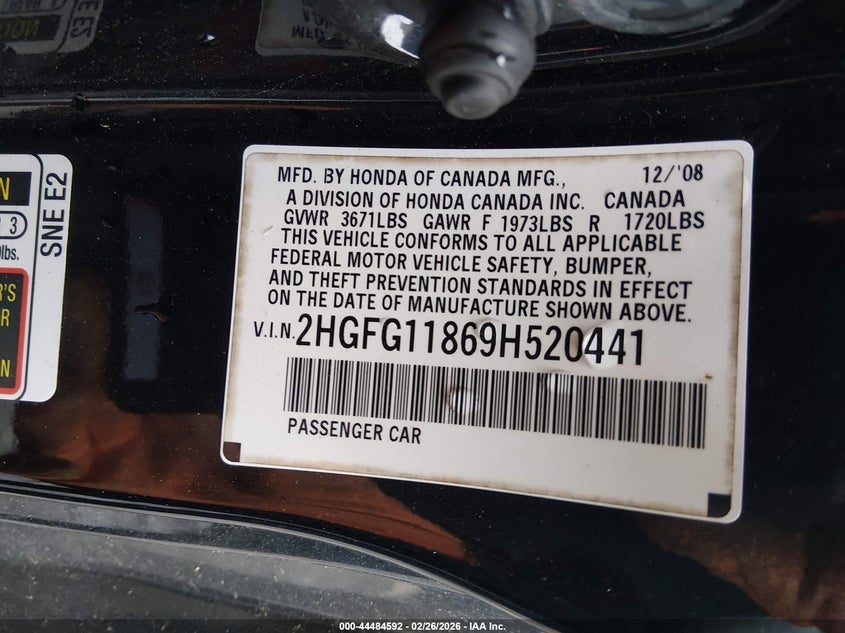 MFD. BY HONDA OF CANADA MFG., 12/'08
A DIVISION OF HONDA CANADA INC. CANADA
GVWR 3671LBS GAWR F 1973LBS R 1720LBS
THIS VEHICLE CONFORMS TO ALL APPLICABLE
FEDERAL MOTOR VEHICLE SAFETY, BUMPER,
AND THEFT PREVENTION STANDARDS IN EFFECT
ON THE DATE OF MANUFACTURE SHOWN ABOVE.
V.I.N. 2HGFG11869H520441
PASSENGER CAR
SNE E2
3
lbs.
000-44484592 - 02/26/2026 - IAA Inc.